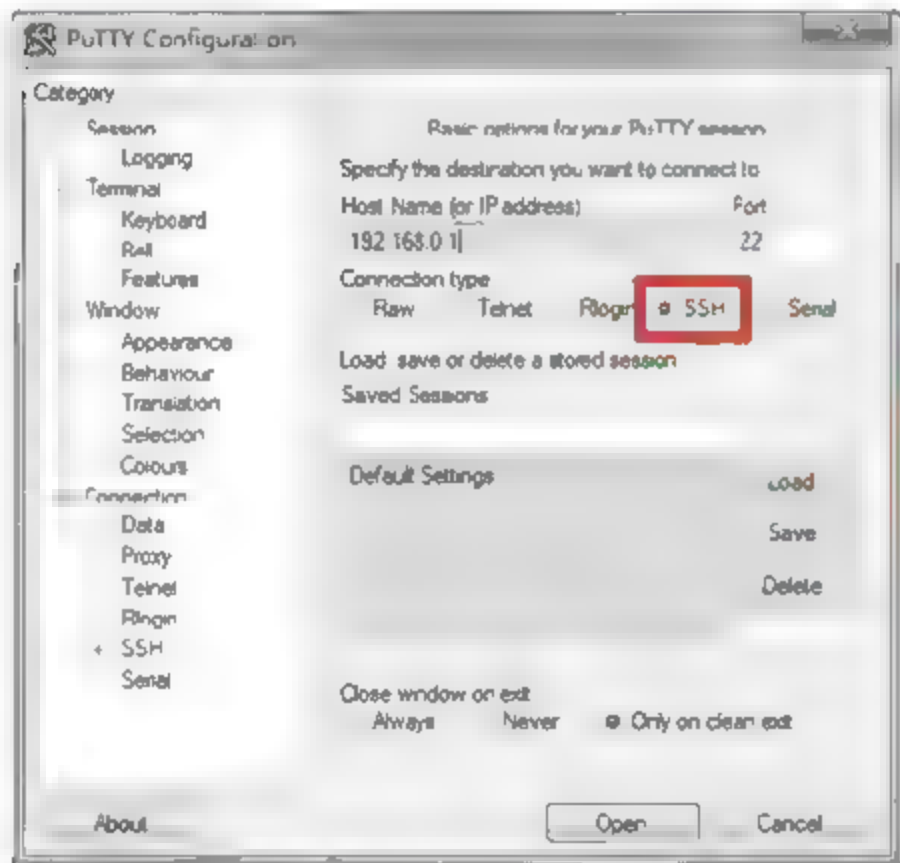 PuTTY Configuration
Category
Session
Logging
Terminal
Keyboard
Bell
Features
Window
Appearance
Behaviour
Translation
Selection
Colours
Connection
Data
Proxy
Telnet
Rlogin
SSH
Serial
Basic options for your PuTTY session
Specify the destination you want to connect to
Host Name (or IP address) Port
192.168.0.1 22
Connection type
Raw Telnet Rlogin SSH Serial
Load, save or delete a stored session
Saved Sessions
Default Settings
Load
Save
Delete
Close window on exit
Always Never Only on clean exit
About Open Cancel